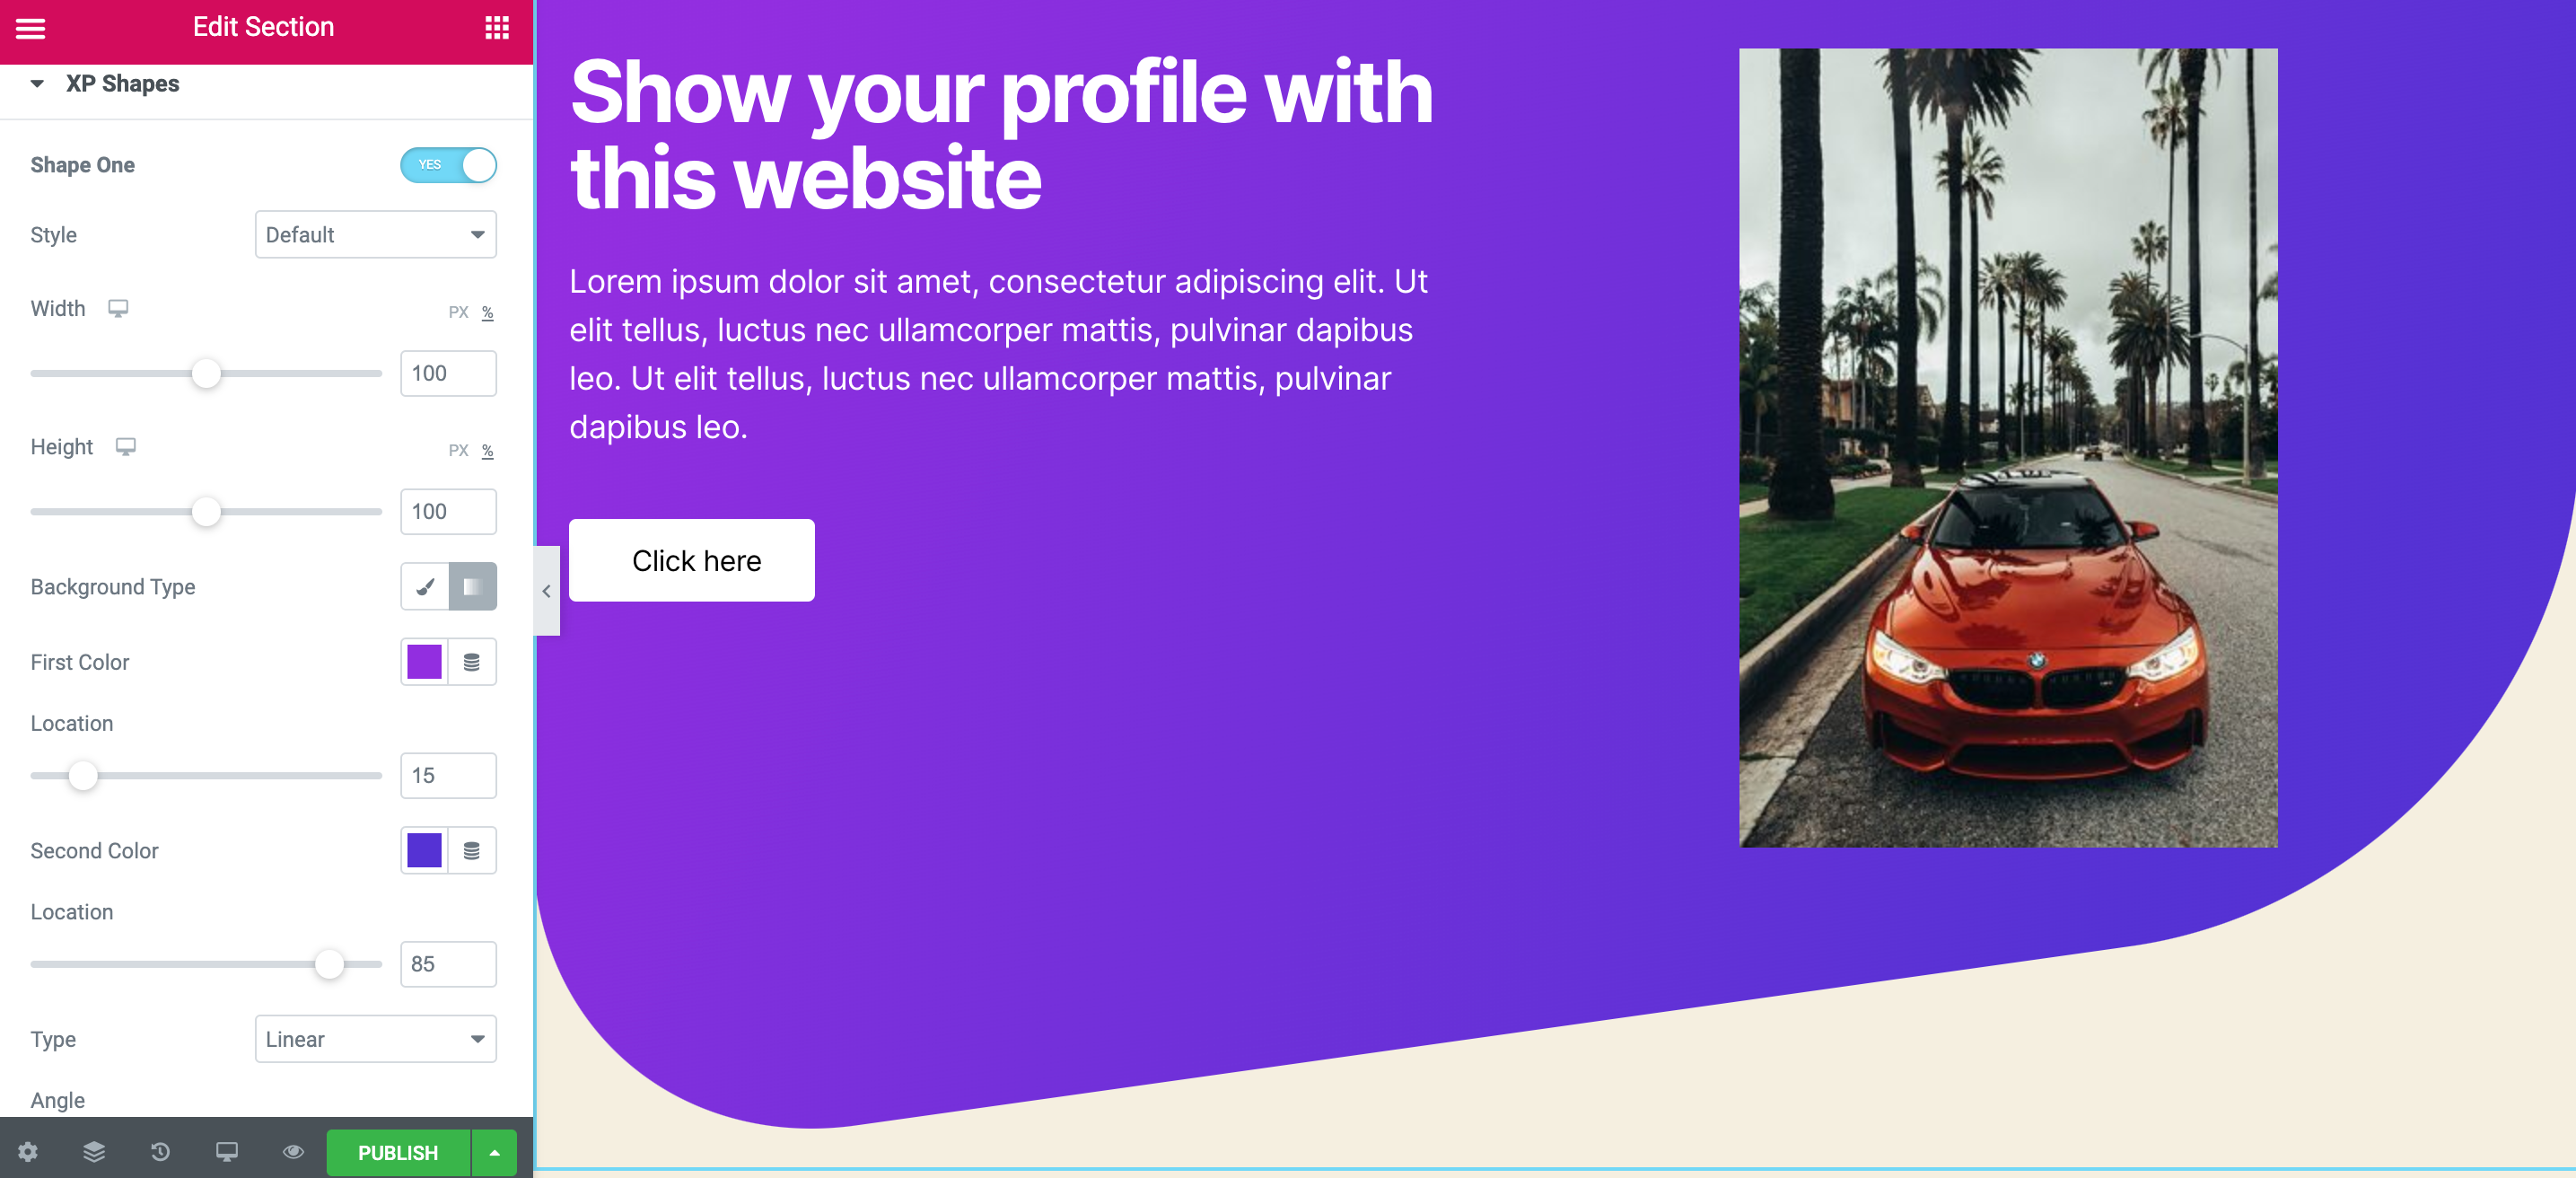 Edit Section
XP Shapes
Shape One
YES
Style
Default
Width
PX %
100
Height
PX %
100
Background Type
First Color
Location
15
Second Color
Location
85
Type
Linear
Angle
PUBLISH
Show your profile with
this website
Lorem ipsum dolor sit amet, consectetur adipiscing elit. Ut
elit tellus, luctus nec ullamcorper mattis, pulvinar dapibus
leo. Ut elit tellus, luctus nec ullamcorper mattis, pulvinar
dapibus leo.
Click here